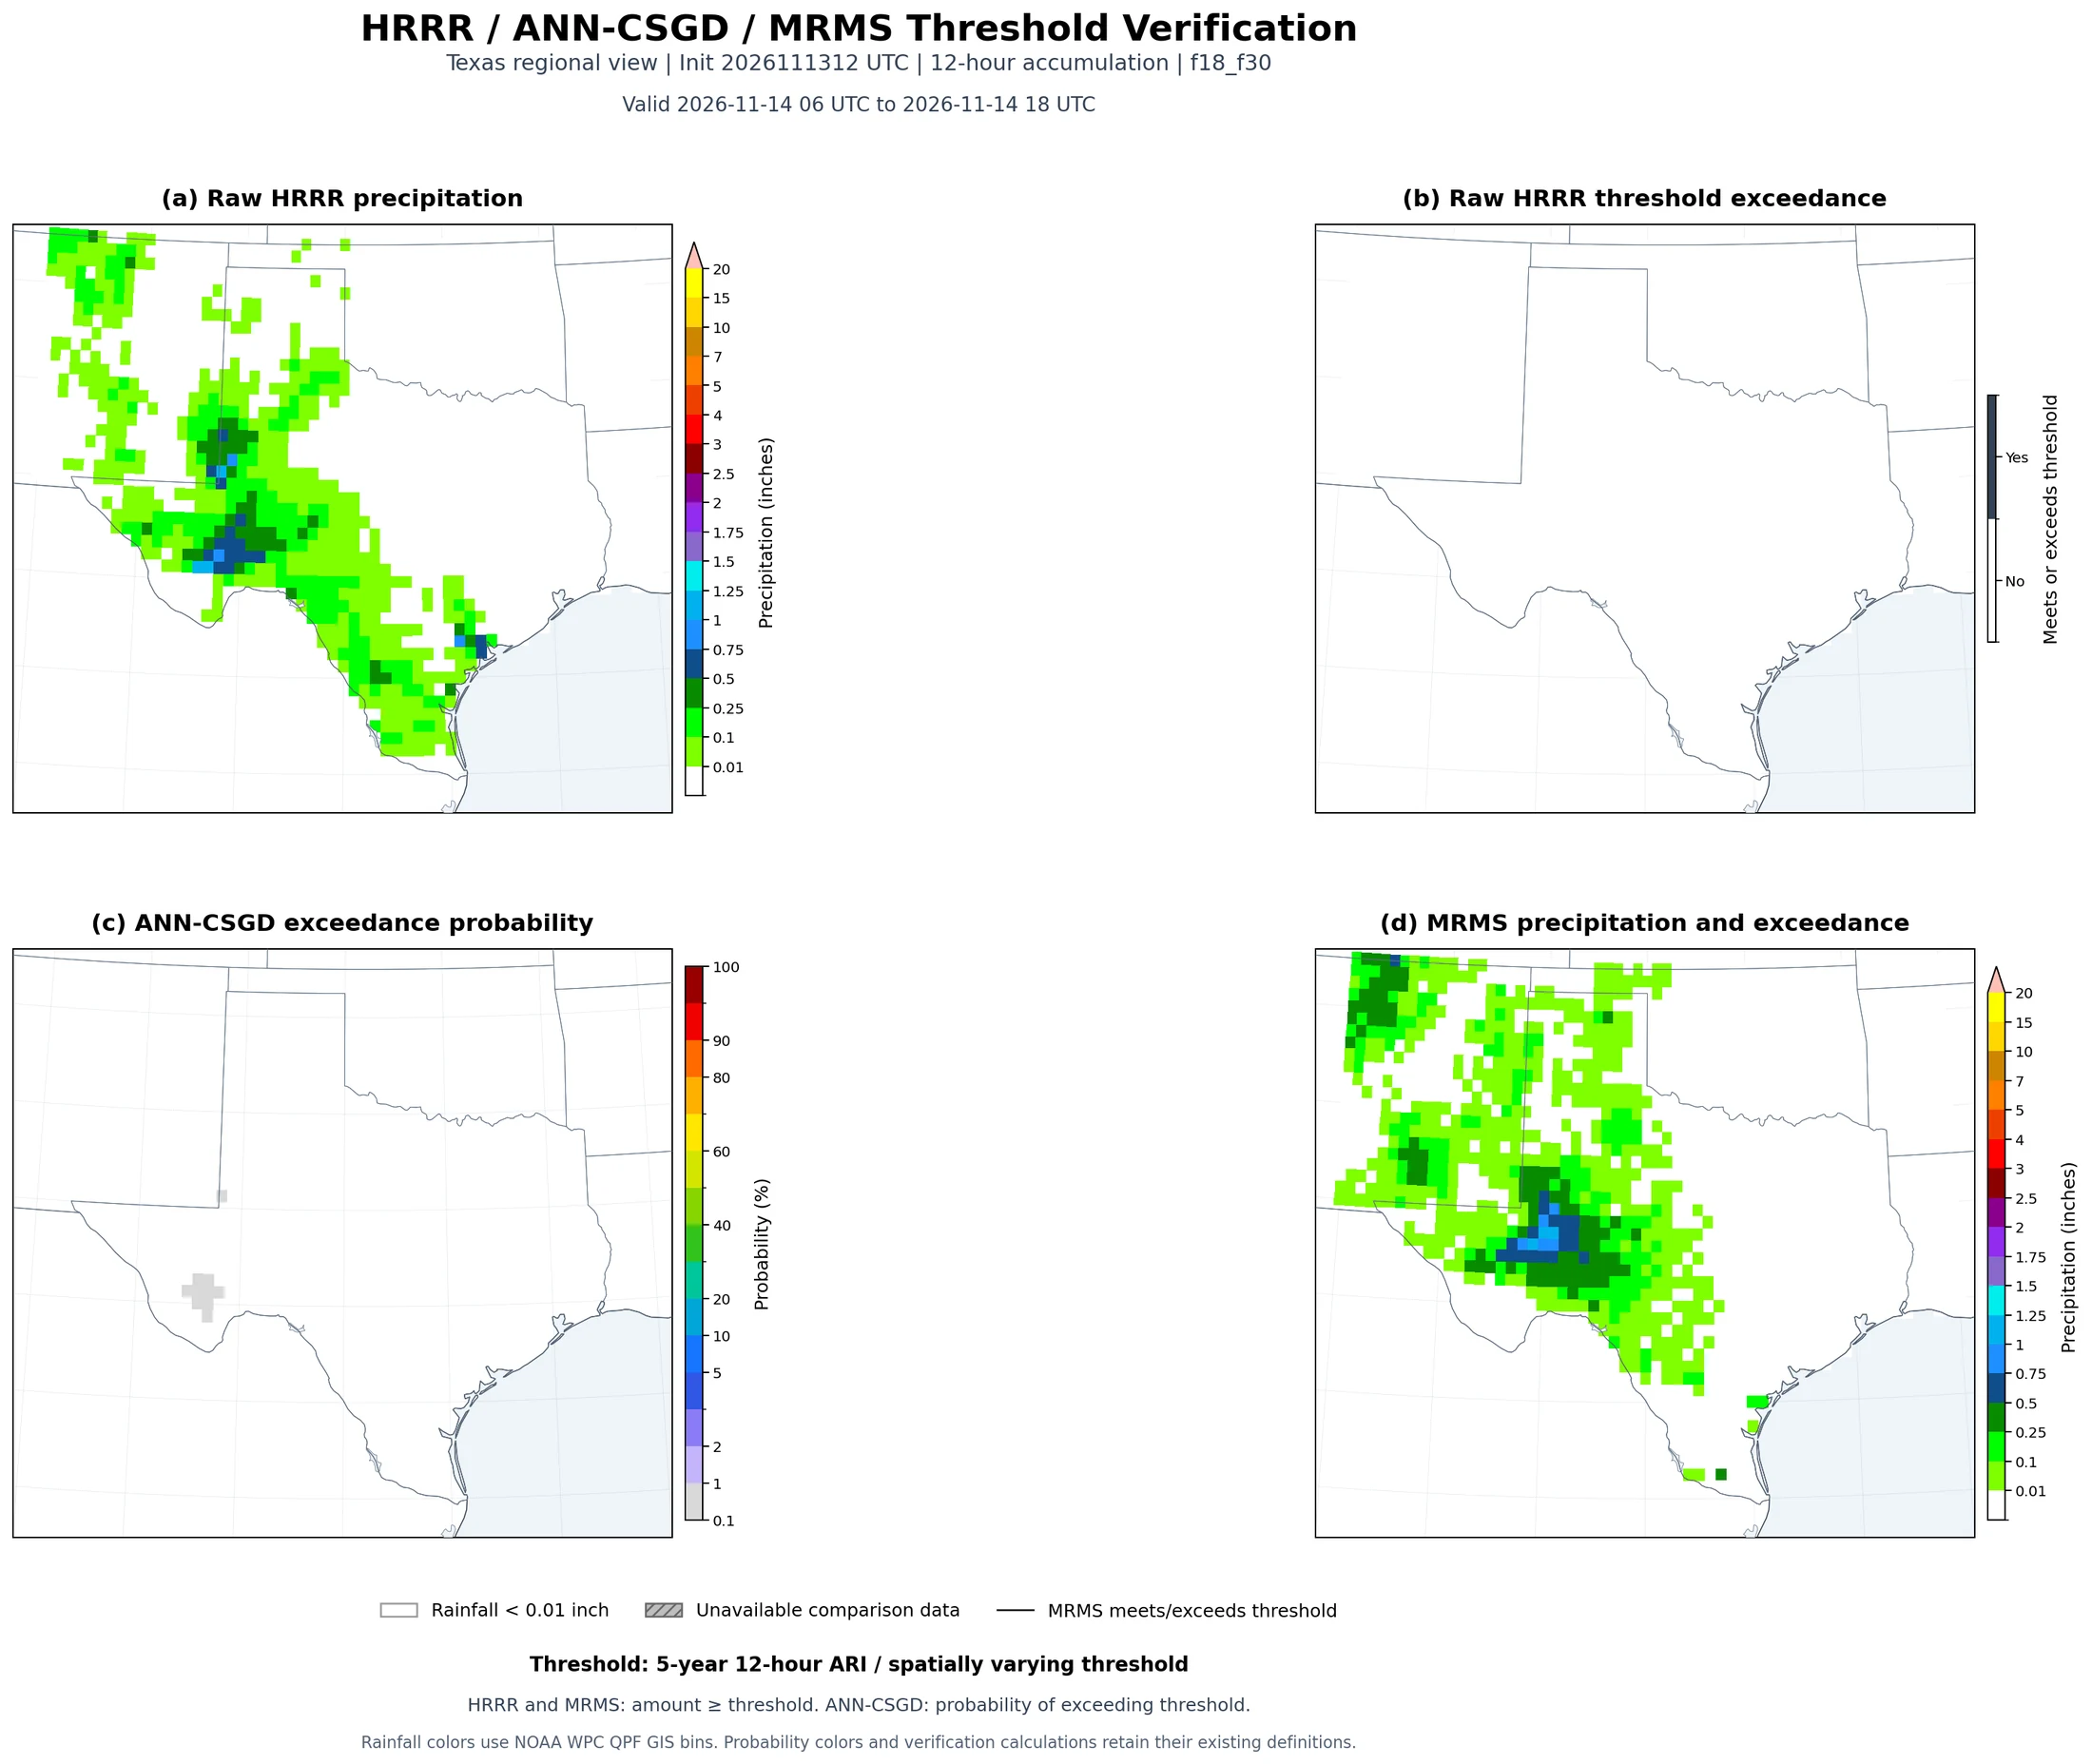 HRRR / ANN-CSGD / MRMS Threshold Verification
Texas regional view | Init 2026111312 UTC | 12-hour accumulation | f18_f30
Valid 2026-11-14 06 UTC to 2026-11-14 18 UTC
(a) Raw HRRR precipitation
20
15
10
7
5
4
3
2.5
2
1.75
1.5
1.25
1
0.75
0.5
0.25
0.1
0.01
Precipitation (inches)
(b) Raw HRRR threshold exceedance
Yes
No
Meets or exceeds threshold
(c) ANN-CSGD exceedance probability
100
90
80
60
40
20
10
5
2
1
0.1
Probability (%)
(d) MRMS precipitation and exceedance
20
15
10
7
5
4
3
2.5
2
1.75
1.5
1.25
1
0.75
0.5
0.25
0.1
0.01
Precipitation (inches)
Rainfall < 0.01 inch
Unavailable comparison data
MRMS meets/exceeds threshold
Threshold: 5-year 12-hour ARI / spatially varying threshold
HRRR and MRMS: amount ≥ threshold. ANN-CSGD: probability of exceeding threshold.
Rainfall colors use NOAA WPC QPF GIS bins. Probability colors and verification calculations retain their existing definitions.